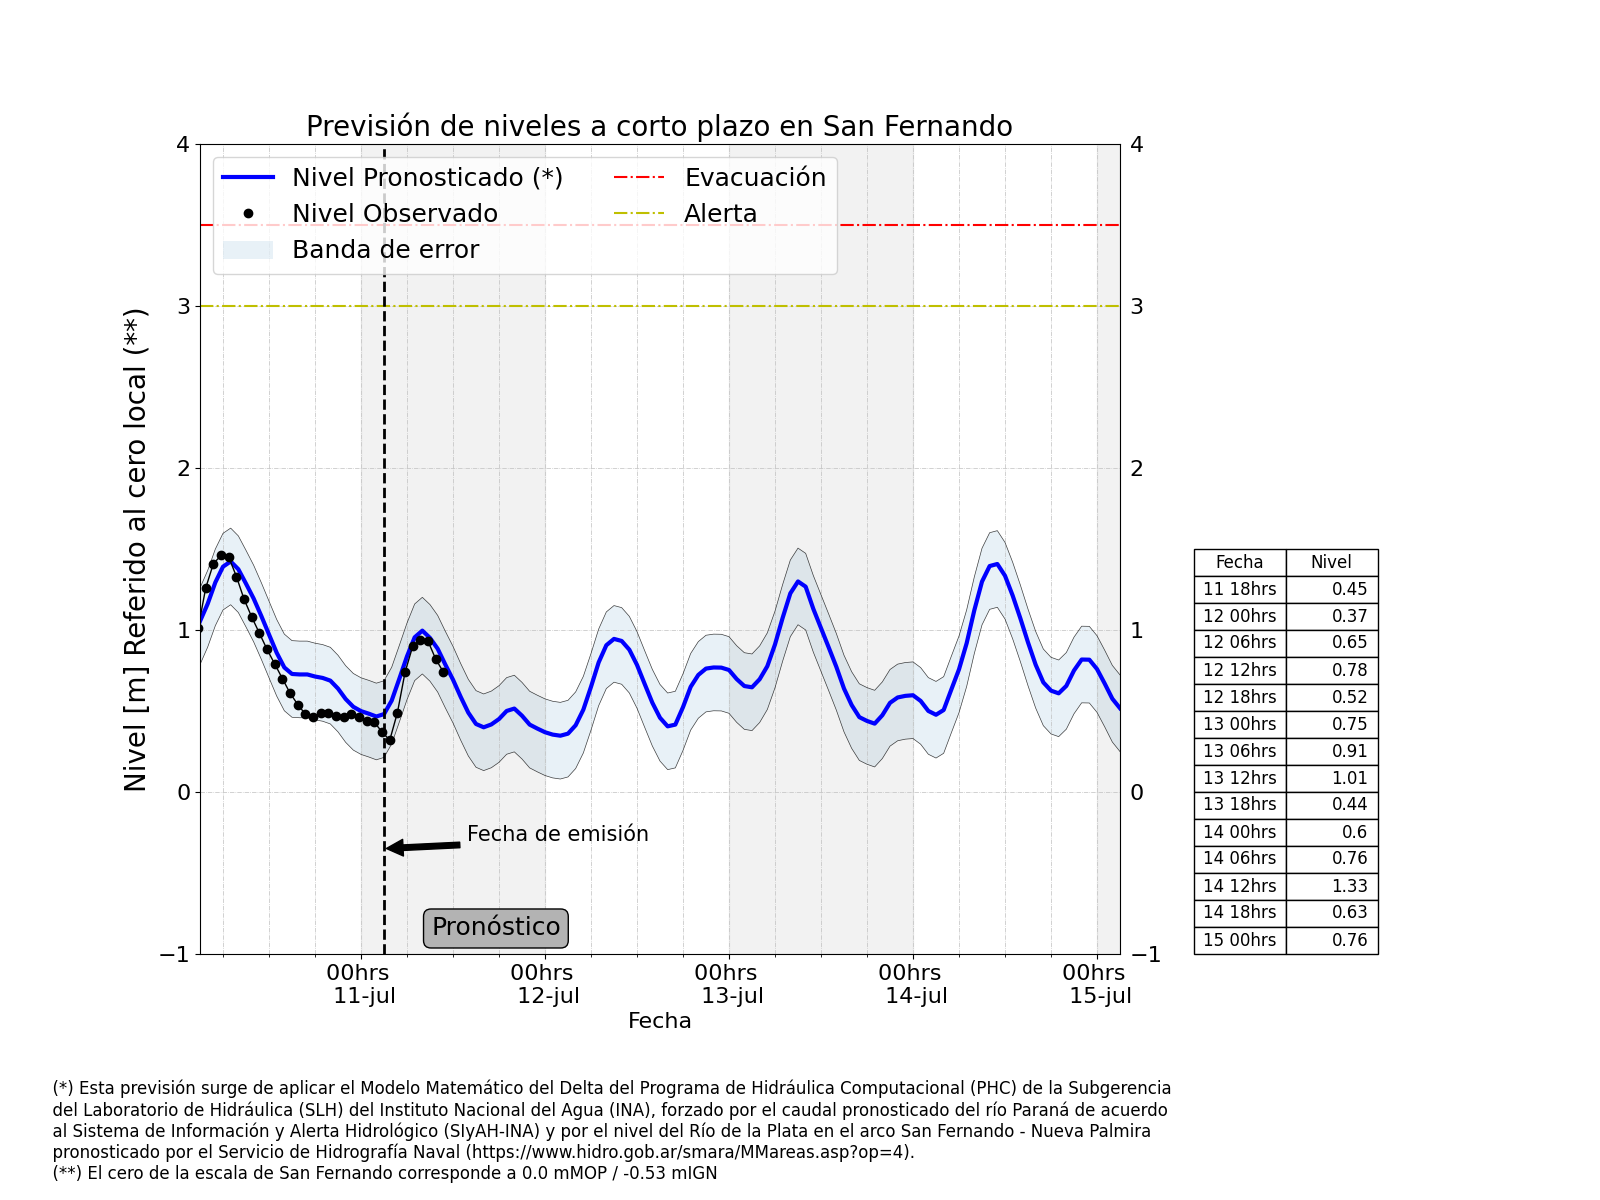 Previsión de niveles a corto plazo en San Fernando
Nivel Pronosticado (*)
Nivel Observado
Banda de error
Evacuación
Alerta
Nivel [m] Referido al cero local (**)
4
3
2
1
0
−1
4
3
2
1
0
−1
Fecha de emisión
Pronóstico
00hrs
11-jul
00hrs
12-jul
00hrs
13-jul
00hrs
14-jul
00hrs
15-jul
Fecha
Fecha Nivel
11 18hrs 0.45
12 00hrs 0.37
12 06hrs 0.65
12 12hrs 0.78
12 18hrs 0.52
13 00hrs 0.75
13 06hrs 0.91
13 12hrs 1.01
13 18hrs 0.44
14 00hrs 0.6
14 06hrs 0.76
14 12hrs 1.33
14 18hrs 0.63
15 00hrs 0.76
(*) Esta previsión surge de aplicar el Modelo Matemático del Delta del Programa de Hidráulica Computacional (PHC) de la Subgerencia
del Laboratorio de Hidráulica (SLH) del Instituto Nacional del Agua (INA), forzado por el caudal pronosticado del río Paraná de acuerdo
al Sistema de Información y Alerta Hidrológico (SIyAH-INA) y por el nivel del Río de la Plata en el arco San Fernando - Nueva Palmira
pronosticado por el Servicio de Hidrografía Naval (https://www.hidro.gob.ar/smara/MMareas.asp?op=4).
(**) El cero de la escala de San Fernando corresponde a 0.0 mMOP / -0.53 mIGN